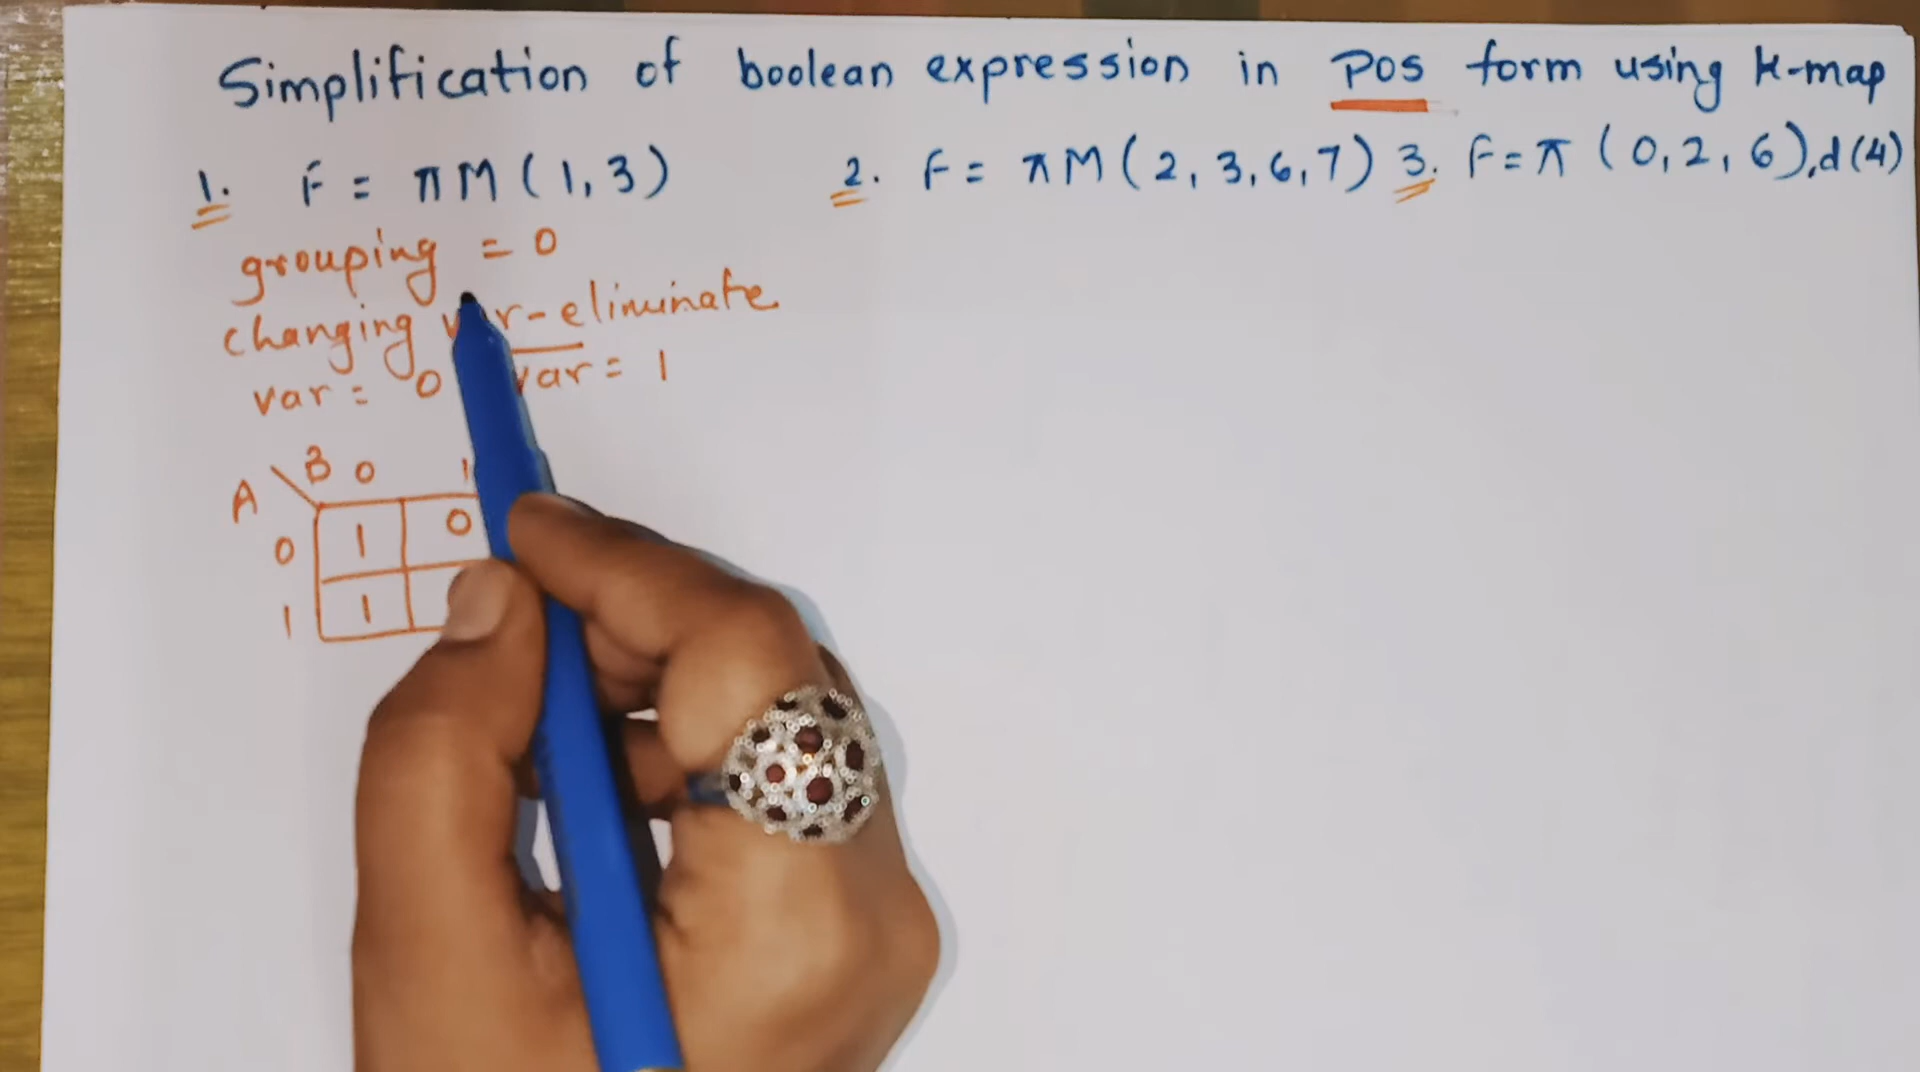 Simplification of boolean expression in POS form using K-map
1. F = πM(1,3) 2. F = πM(2,3,6,7) 3. F=π(0,2,6),d(4)
grouping = 0
changing var-eliminate
var = 0 var = 1
B 0 1
A
0 1 0
1 1